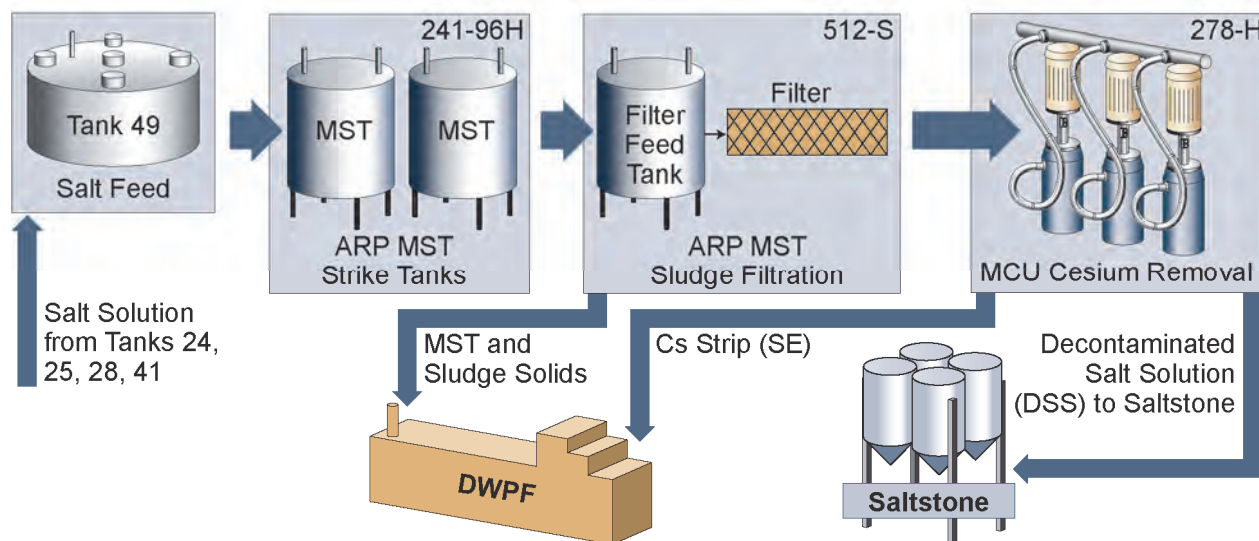 Tank 49
Salt Feed
Salt Solution
from Tanks 24,
25, 28, 41
241-96H
MST
MST
ARP MST
Strike Tanks
512-S
Filter
Feed
Tank
Filter
ARP MST
Sludge Filtration
278-H
MCU Cesium Removal
MST and
Sludge Solids
Cs Strip (SE)
Decontaminated
Salt Solution
(DSS) to Saltstone
DWPF
Saltstone